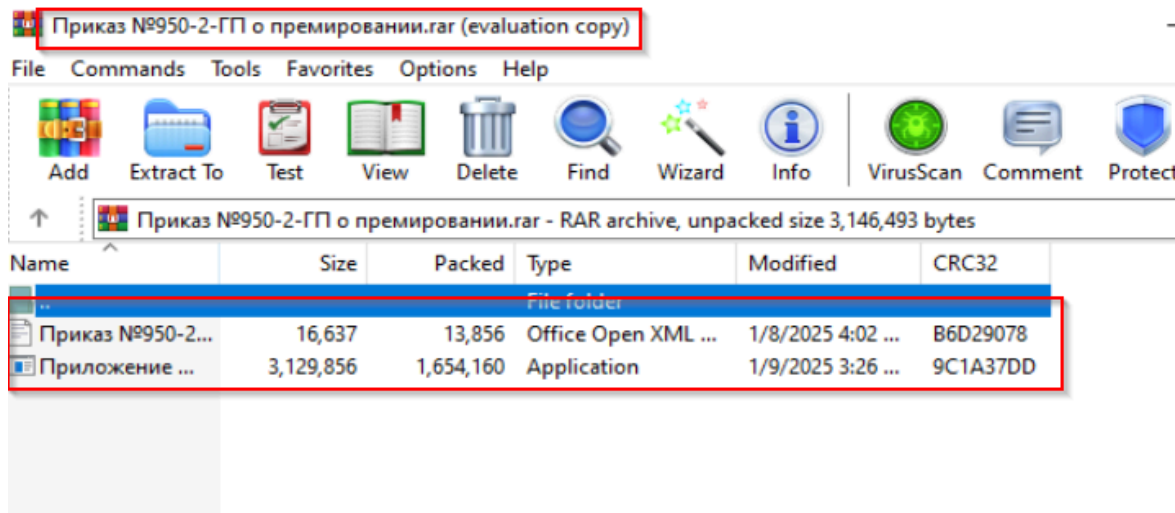 Приказ №950-2-ГП о премировании.rar (evaluation copy)
File Commands Tools Favorites Options Help
Add Extract To Test View Delete Find Wizard Info VirusScan Comment Protect
Приказ №950-2-ГП о премировании.rar - RAR archive, unpacked size 3,146,493 bytes
Name Size Packed Type Modified CRC32
.. File folder
Приказ №950-2... 16,637 13,856 Office Open XML ... 1/8/2025 4:02 ... B6D29078
Приложение ... 3,129,856 1,654,160 Application 1/9/2025 3:26 ... 9C1A37DD